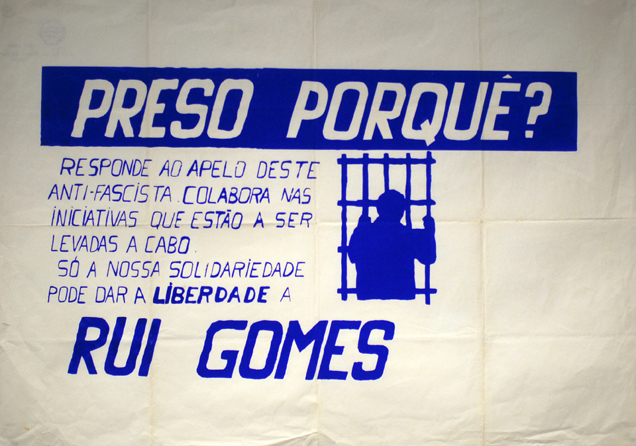 PRESO PORQUÊ?
RESPONDE AO APELO DESTE
ANTI-FASCISTA. COLABORA NAS
INICIATIVAS QUE ESTÃO A SER
LEVADAS A CABO.
SÓ A NOSSA SOLIDARIEDADE
PODE DAR A LIBERDADE A
RUI GOMES